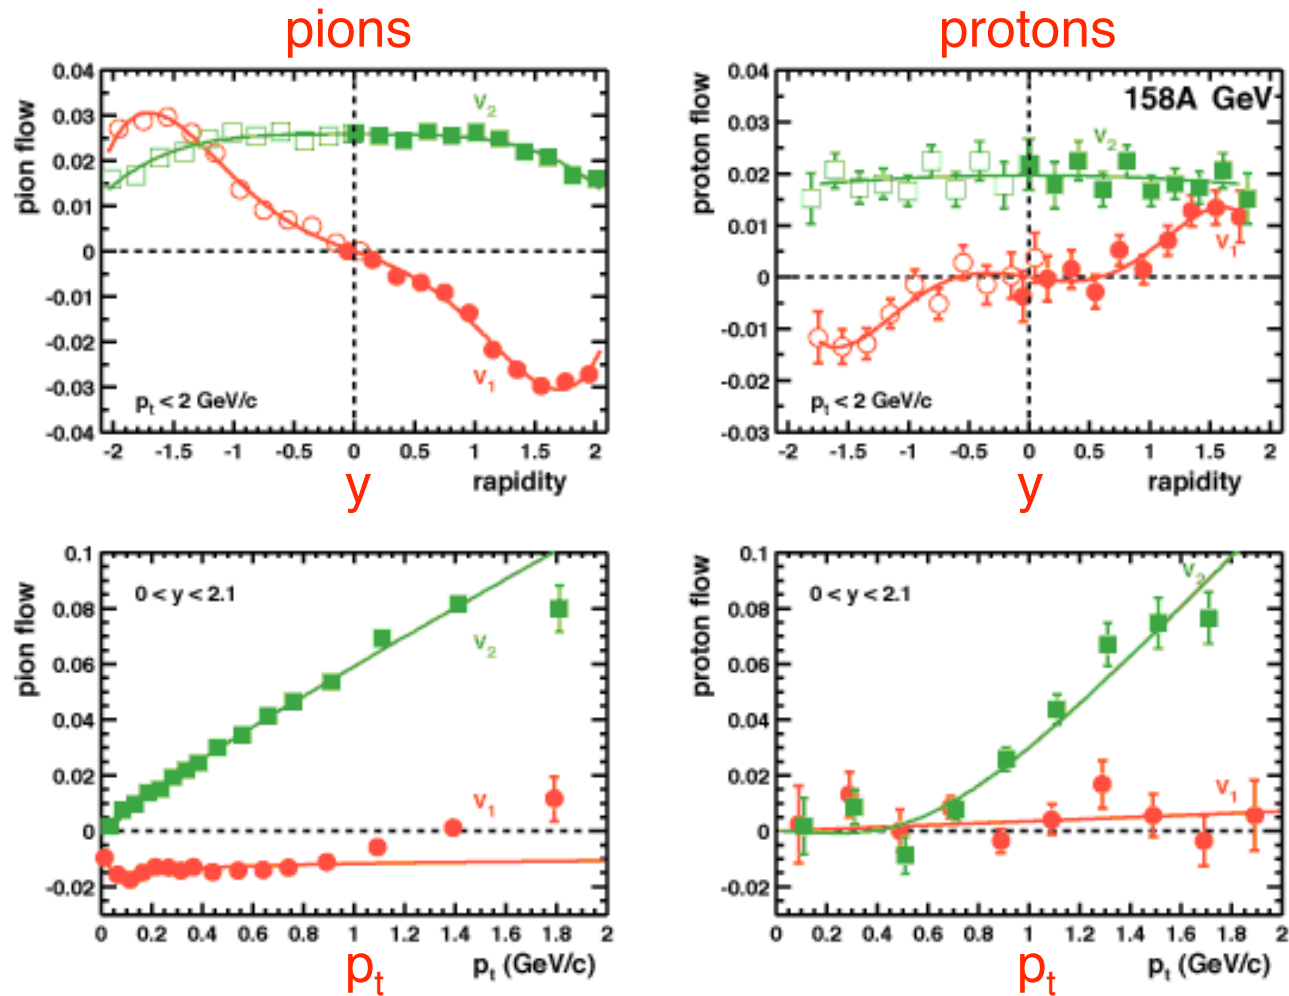 pions
protons
pion flow
0.04
0.03
0.02
0.01
0
-0.01
-0.02
-0.03
-0.04
v2
v1
pt < 2 GeV/c
-2 -1.5 -1 -0.5 0 0.5 1 1.5 2
y
rapidity
proton flow
0.04
0.03
0.02
0.01
0
-0.01
-0.02
-0.03
158A GeV
v2
v1
pt < 2 GeV/c
-2 -1.5 -1 -0.5 0 0.5 1 1.5 2
y
rapidity
pion flow
0.1
0.08
0.06
0.04
0.02
0
-0.02
0 < y < 2.1
v2
v1
0 0.2 0.4 0.6 0.8 1 1.2 1.4 1.6 1.8 2
pt
pt (GeV/c)
proton flow
0.1
0.08
0.06
0.04
0.02
0
-0.02
0 < y < 2.1
v2
v1
0 0.2 0.4 0.6 0.8 1 1.2 1.4 1.6 1.8 2
pt
pt (GeV/c)